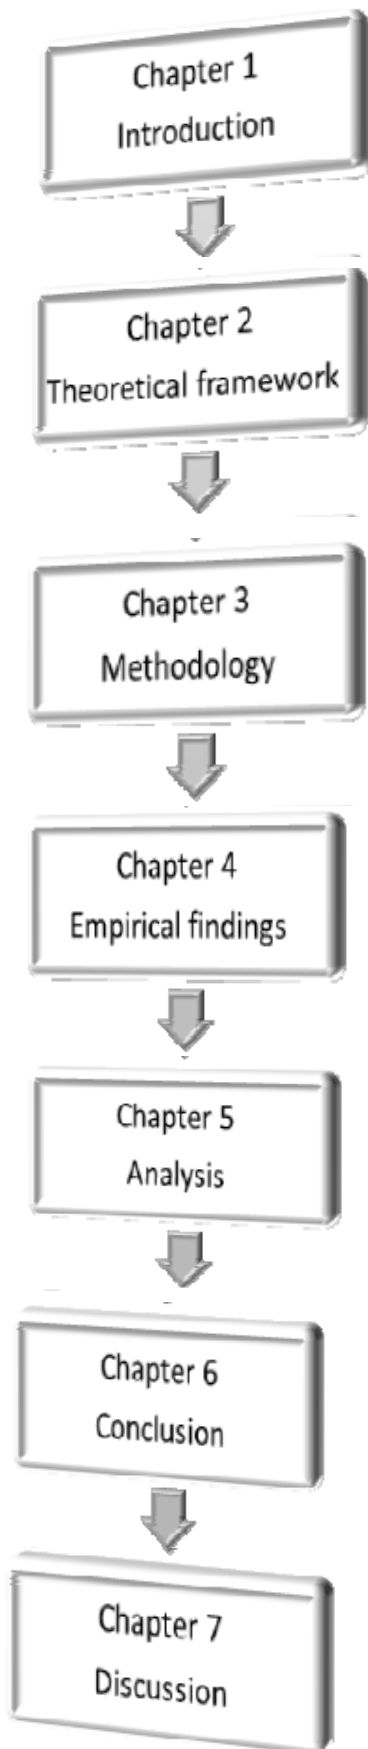 Chapter 1
Introduction
Chapter 2
Theoretical framework
Chapter 3
Methodology
Chapter 4
Empirical findings
Chapter 5
Analysis
Chapter 6
Conclusion
Chapter 7
Discussion